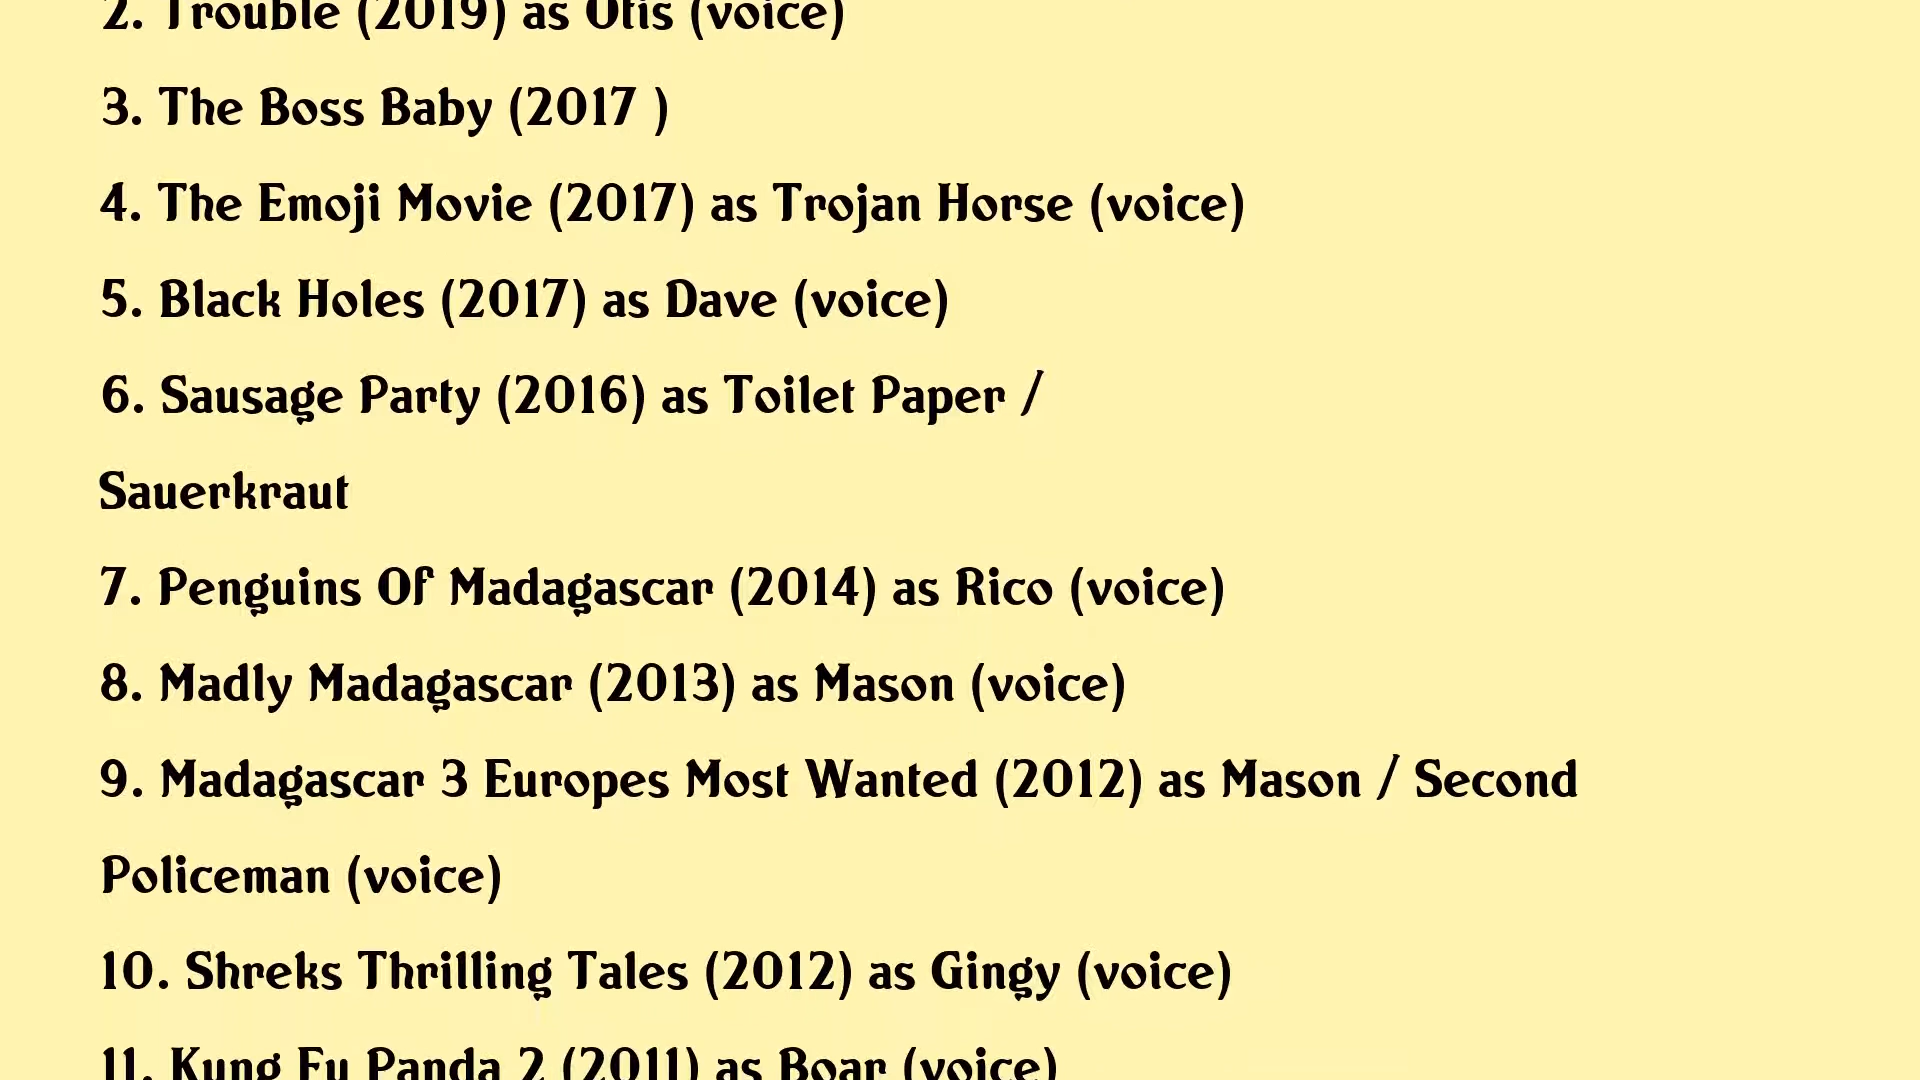 2. Trouble (2019) as Otis (voice)
3. The Boss Baby (2017 )
4. The Emoji Movie (2017) as Trojan Horse (voice)
5. Black Holes (2017) as Dave (voice)
6. Sausage Party (2016) as Toilet Paper /
Sauerkraut
7. Penguins Of Madagascar (2014) as Rico (voice)
8. Madly Madagascar (2013) as Mason (voice)
9. Madagascar 3 Europes Most Wanted (2012) as Mason / Second
Policeman (voice)
10. Shreks Thrilling Tales (2012) as Gingy (voice)
11. Kung Fu Panda 2 (2011) as Boar (voice)